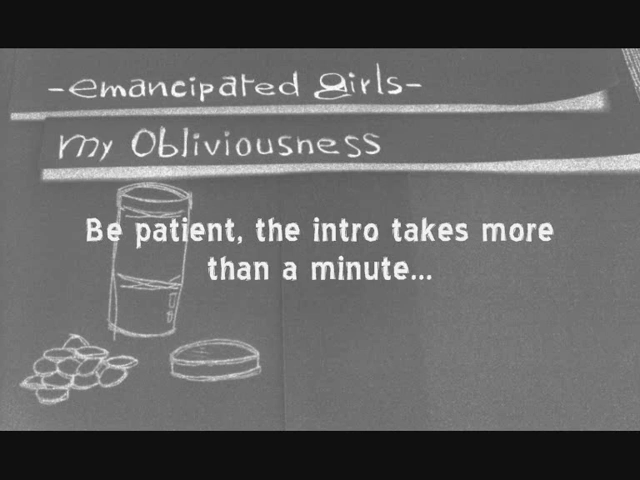 -emancipated girls-
my Obliviousness
Be patient, the intro takes more
than a minute...